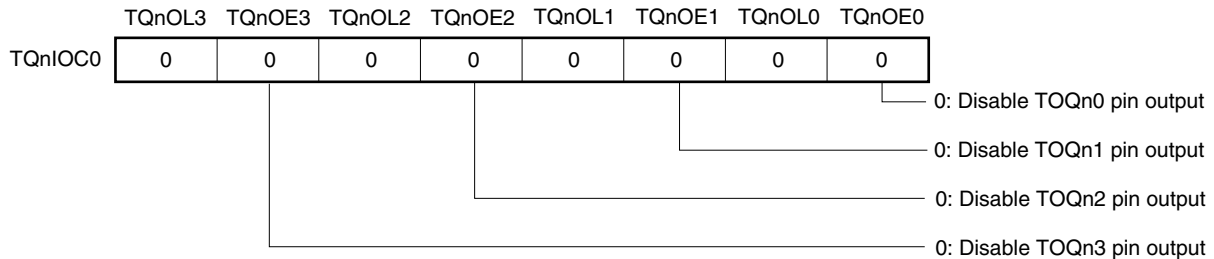 TQnOL3 TQnOE3 TQnOL2 TQnOE2 TQnOL1 TQnOE1 TQnOL0 TQnOE0
TQnIOC0 0 0 0 0 0 0 0 0
0: Disable TOQn0 pin output
0: Disable TOQn1 pin output
0: Disable TOQn2 pin output
0: Disable TOQn3 pin output